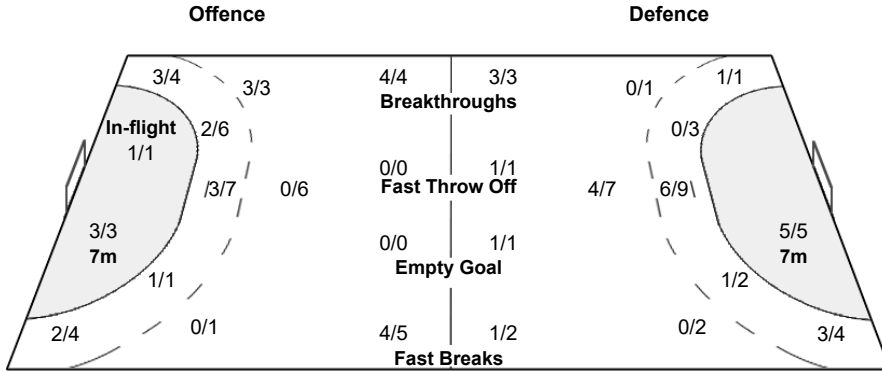 Offence Defence
3/4 3/3 4/4 3/3 0/1 1/1
Breakthroughs
In-flight 2/6 0/3
1/1
0/0 1/1
3/7 0/6 Fast Throw Off 4/7 6/9
3/3 5/5
7m 0/0 1/1 7m
Empty Goal
1/1 1/2
2/4 0/1 4/5 1/2 0/2 3/4
Fast Breaks